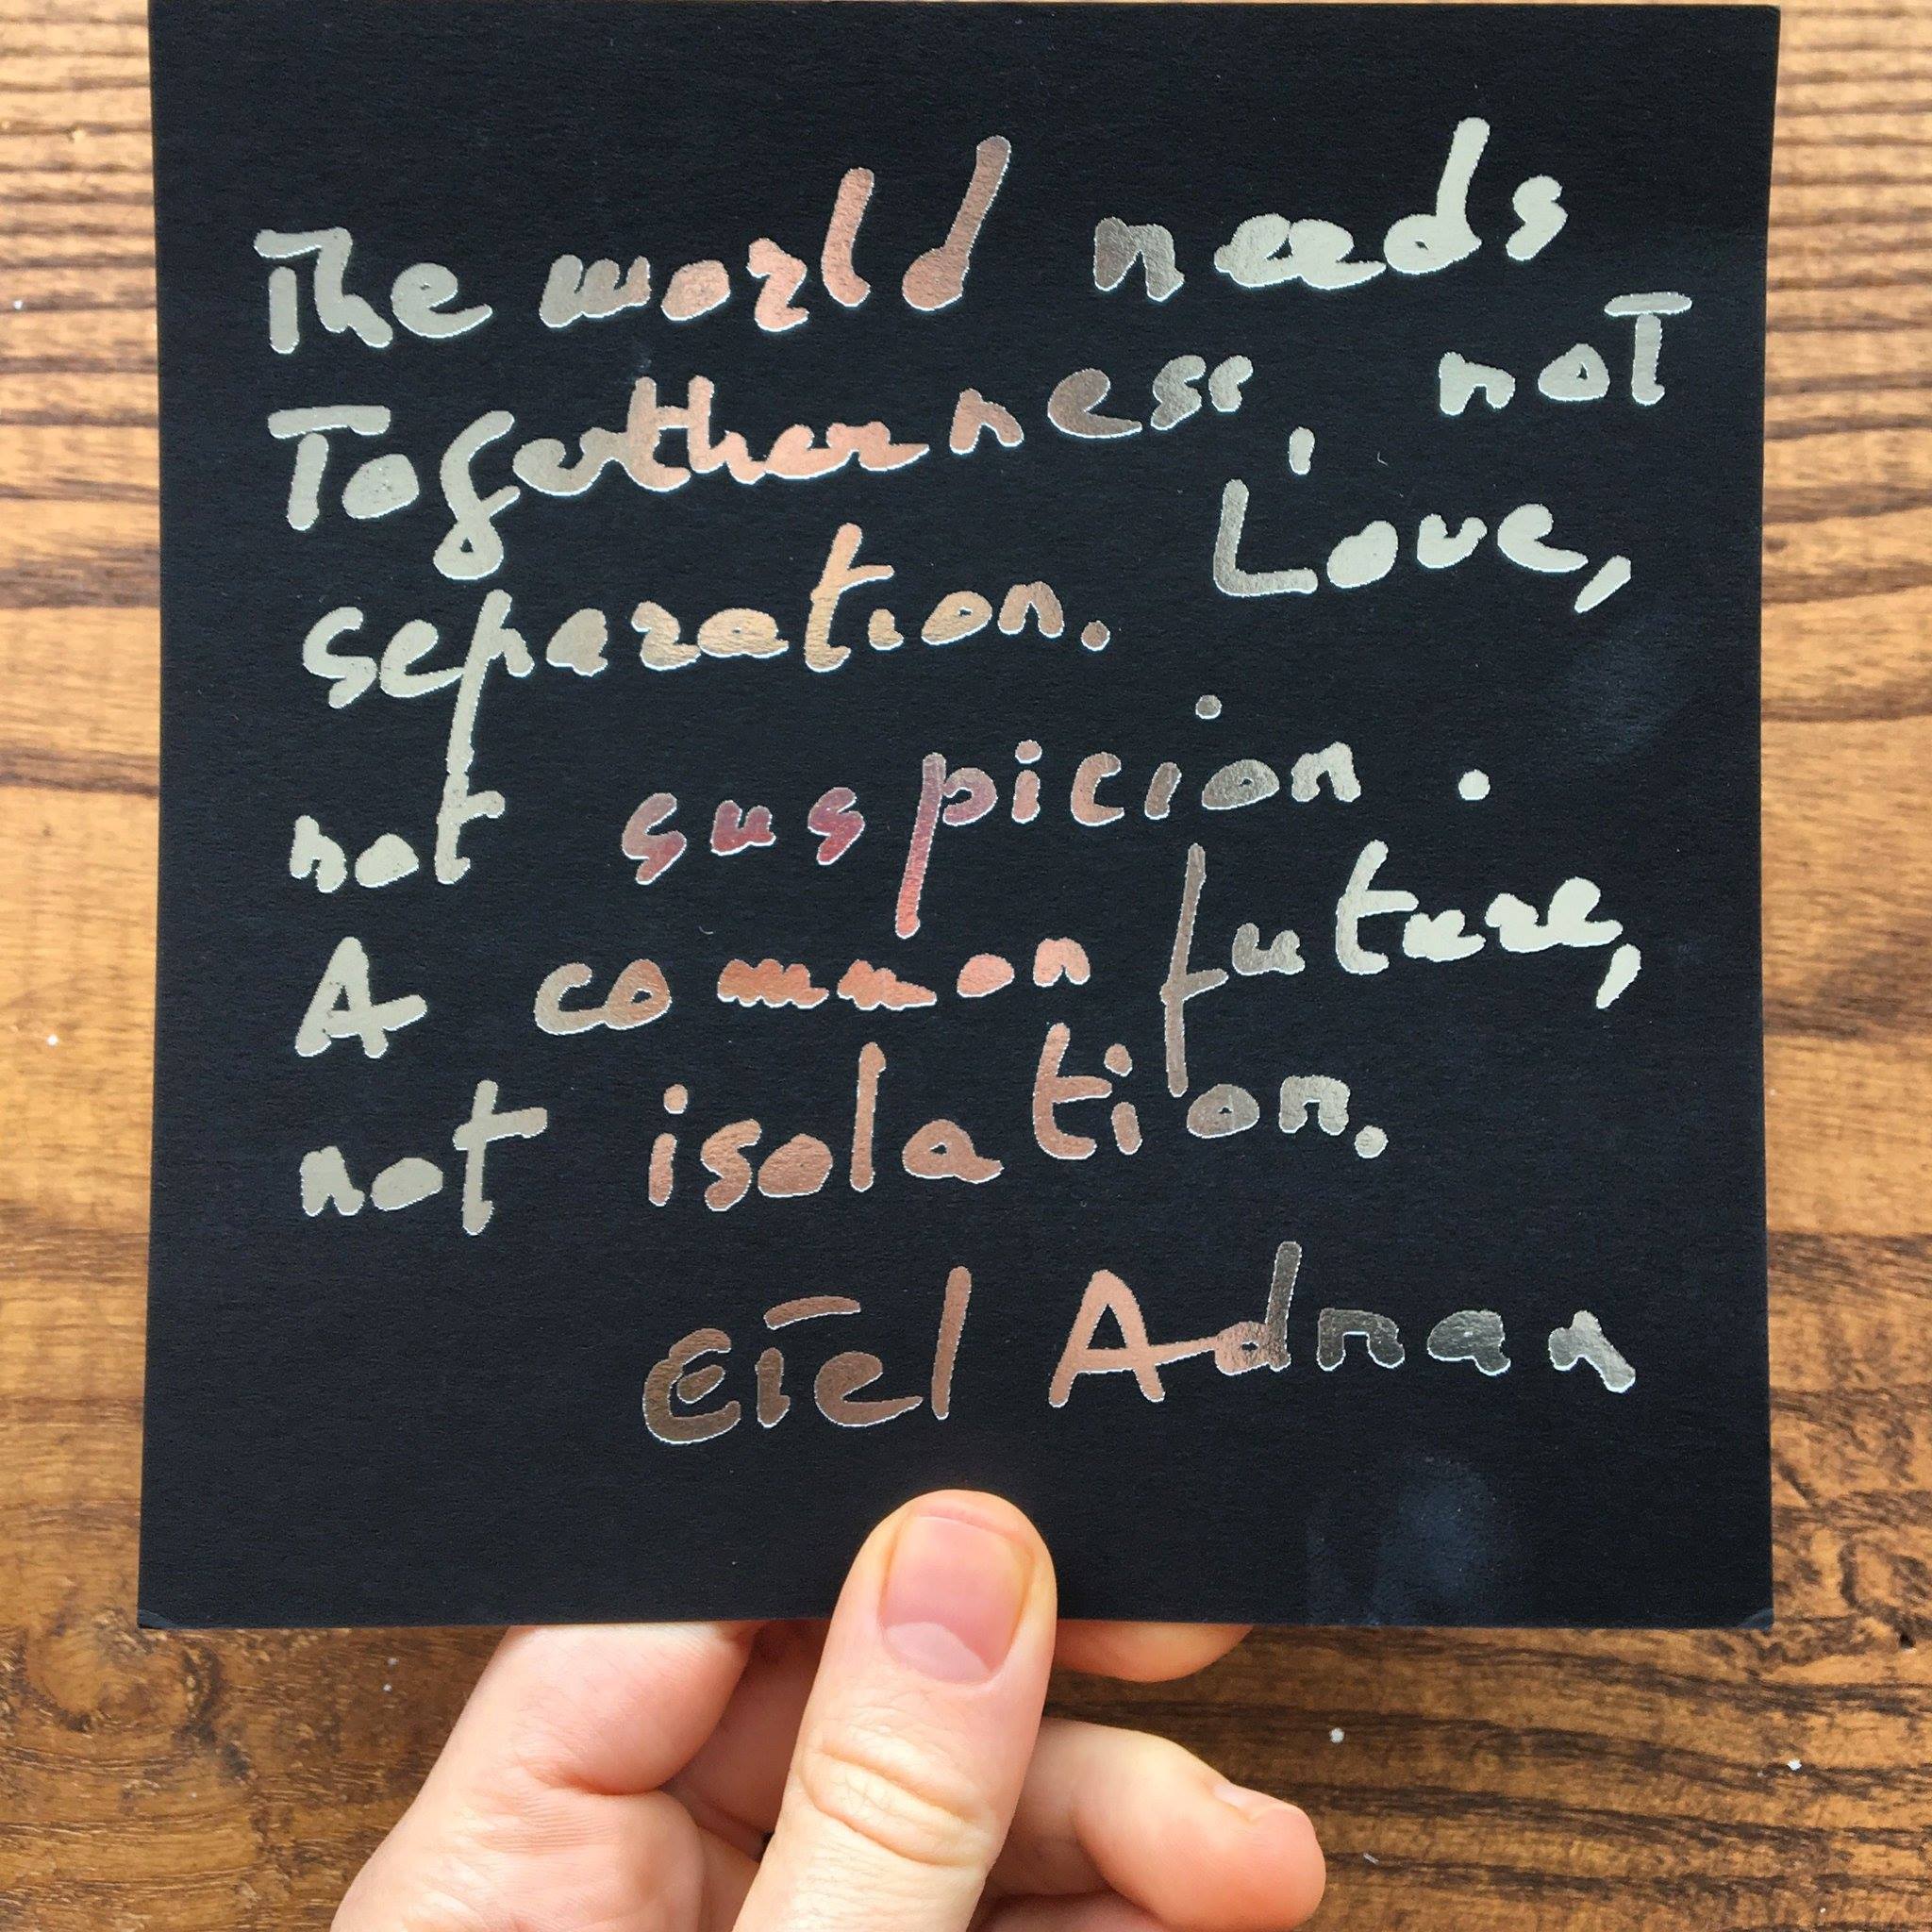 The world needs
Togetherness, noT
separation. Love,
not suspicion.
A common future,
not isolation.
Etel Adnan